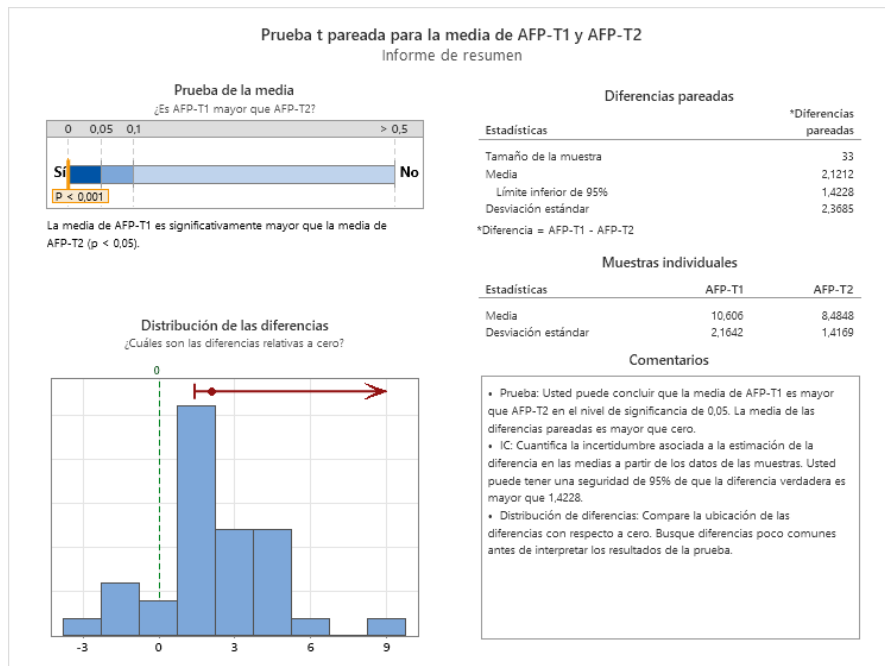 Prueba t pareada para la media de AFP-T1 y AFP-T2
Informe de resumen
Prueba de la media
¿Es AFP-T1 mayor que AFP-T2?
0 0,05 0,1 > 0,5
Sí No
P < 0,001
La media de AFP-T1 es significativamente mayor que la media de
AFP-T2 (p < 0,05).
Diferencias pareadas
*Diferencias
Estadísticas pareadas
Tamaño de la muestra 33
Media 2,1212
Límite inferior de 95% 1,4228
Desviación estándar 2,3685
*Diferencia = AFP-T1 - AFP-T2
Muestras individuales
Estadísticas AFP-T1 AFP-T2
Media 10,606 8,4848
Desviación estándar 2,1642 1,4169
Distribución de las diferencias
¿Cuáles son las diferencias relativas a cero?
0
-3 0 3 6 9
Comentarios
• Prueba: Usted puede concluir que la media de AFP-T1 es mayor
que AFP-T2 en el nivel de significancia de 0,05. La media de las
diferencias pareadas es mayor que cero.
• IC: Cuantifica la incertidumbre asociada a la estimación de la
diferencia en las medias a partir de los datos de las muestras. Usted
puede tener una seguridad de 95% de que la diferencia verdadera es
mayor que 1,4228.
• Distribución de diferencias: Compare la ubicación de las
diferencias con respecto a cero. Busque diferencias poco comunes
antes de interpretar los resultados de la prueba.